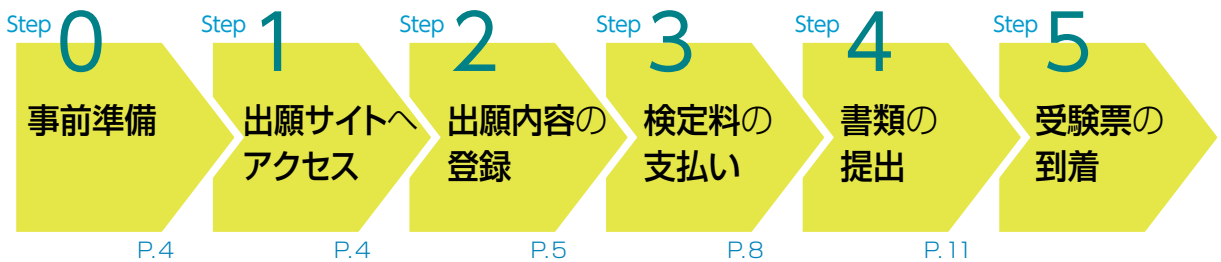 Step 0
事前準備
P.4
Step 1
出願サイトへ
アクセス
P.4
Step 2
出願内容の
登録
P.5
Step 3
検定料の
支払い
P.8
Step 4
書類の
提出
P.11
Step 5
受験票の
到着